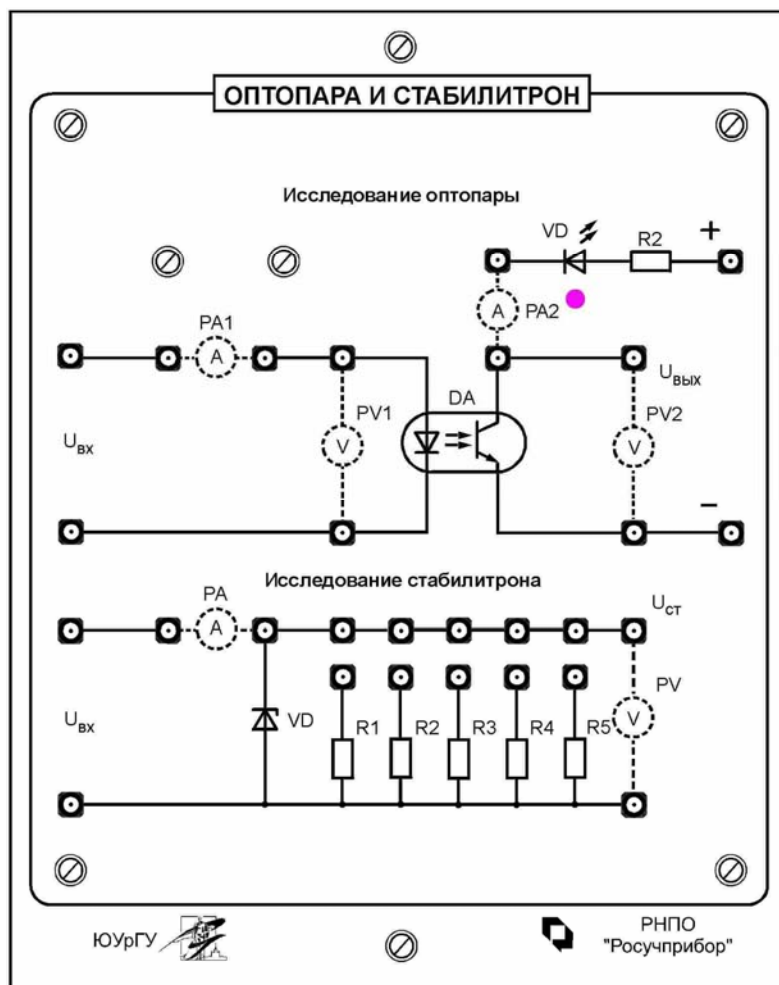 ОПТОПАРА И СТАБИЛИТРОН
Исследование оптопары
VD
R2
+
A
PA2
PA1
A
Uвых
DA
PV1
PV2
Uвх
V
V
–
Исследование стабилитрона
PA
A
Uст
PV
Uвх
VD
R1
R2
R3
R4
R5
V
ЮУрГУ
РНПО
"Росучприбор"